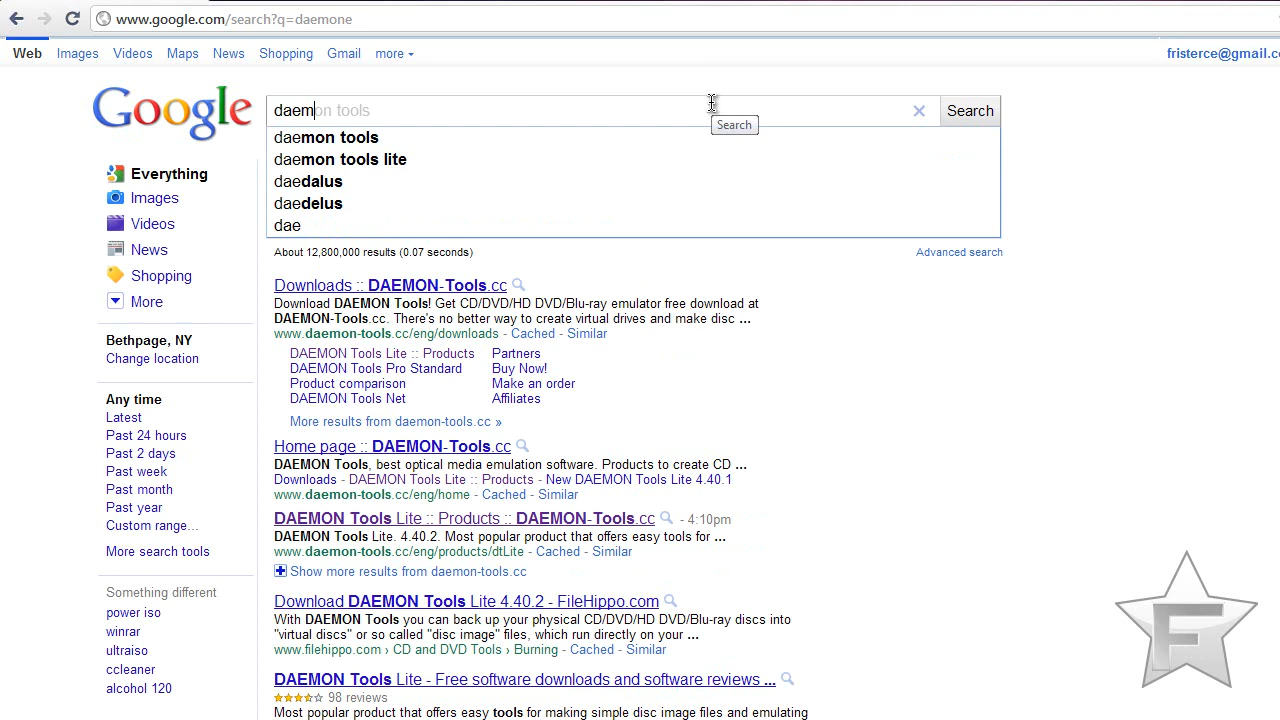 www.google.com/search?q=daemone
Web Images Videos Maps News Shopping Gmail more
fristerce@gmail.c
Google
daemon tools
Search
Search
daemon tools
daemon tools lite
daedalus
daedelus
dae
Everything
Images
Videos
News
Shopping
More
Bethpage, NY
Change location
Any time
Latest
Past 24 hours
Past 2 days
Past week
Past month
Past year
Custom range...
More search tools
Something different
power iso
winrar
ultraiso
ccleaner
alcohol 120
About 12,800,000 results (0.07 seconds)
Advanced search
Downloads :: DAEMON-Tools.cc
Download DAEMON Tools! Get CD/DVD/HD DVD/Blu-ray emulator free download at
DAEMON-Tools.cc. There's no better way to create virtual drives and make disc ...
www.daemon-tools.cc/eng/downloads - Cached - Similar
DAEMON Tools Lite :: Products Partners
DAEMON Tools Pro Standard Buy Now!
Product comparison Make an order
DAEMON Tools Net Affiliates
More results from daemon-tools.cc »
Home page :: DAEMON-Tools.cc
DAEMON Tools, best optical media emulation software. Products to create CD ...
Downloads - DAEMON Tools Lite :: Products - New DAEMON Tools Lite 4.40.1
www.daemon-tools.cc/eng/home - Cached - Similar
DAEMON Tools Lite :: Products :: DAEMON-Tools.cc - 4:10pm
DAEMON Tools Lite. 4.40.2. Most popular product that offers easy tools for ...
www.daemon-tools.cc/eng/products/dtLite - Cached - Similar
Show more results from daemon-tools.cc
Download DAEMON Tools Lite 4.40.2 - FileHippo.com
With DAEMON Tools you can back up your physical CD/DVD/HD DVD/Blu-ray discs into
"virtual discs" or so called "disc image" files, which run directly on your ...
www.filehippo.com › CD and DVD Tools › Burning - Cached - Similar
DAEMON Tools Lite - Free software downloads and software reviews ...
98 reviews
Most popular product that offers easy tools for making simple disc image files and emulating
F